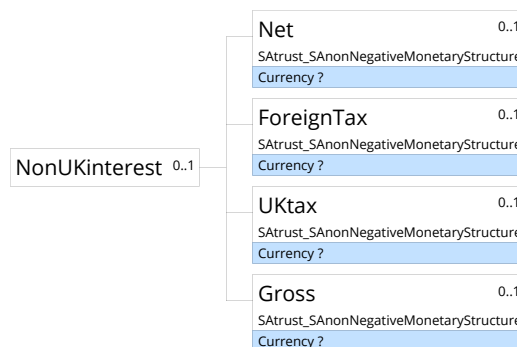 Net 0..1
SAtrust_SAnonNegativeMonetaryStructure
Currency ?
ForeignTax 0..1
SAtrust_SAnonNegativeMonetaryStructure
Currency ?
NonUKinterest 0..1
UKtax 0..1
SAtrust_SAnonNegativeMonetaryStructure
Currency ?
Gross 0..1
SAtrust_SAnonNegativeMonetaryStructure
Currency ?